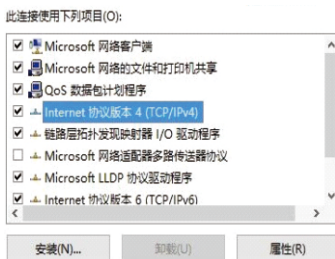 此连接使用下列项目(O):
Microsoft 网络客户端
Microsoft 网络的文件和打印机共享
QoS 数据包计划程序
Internet 协议版本 4 (TCP/IPv4)
链路层拓扑发现映射器 I/O 驱动程序
Microsoft 网络适配器多路传送器协议
Microsoft LLDP 协议驱动程序
Internet 协议版本 6 (TCP/IPv6)
安装(N)... 卸载(U) 属性(R)